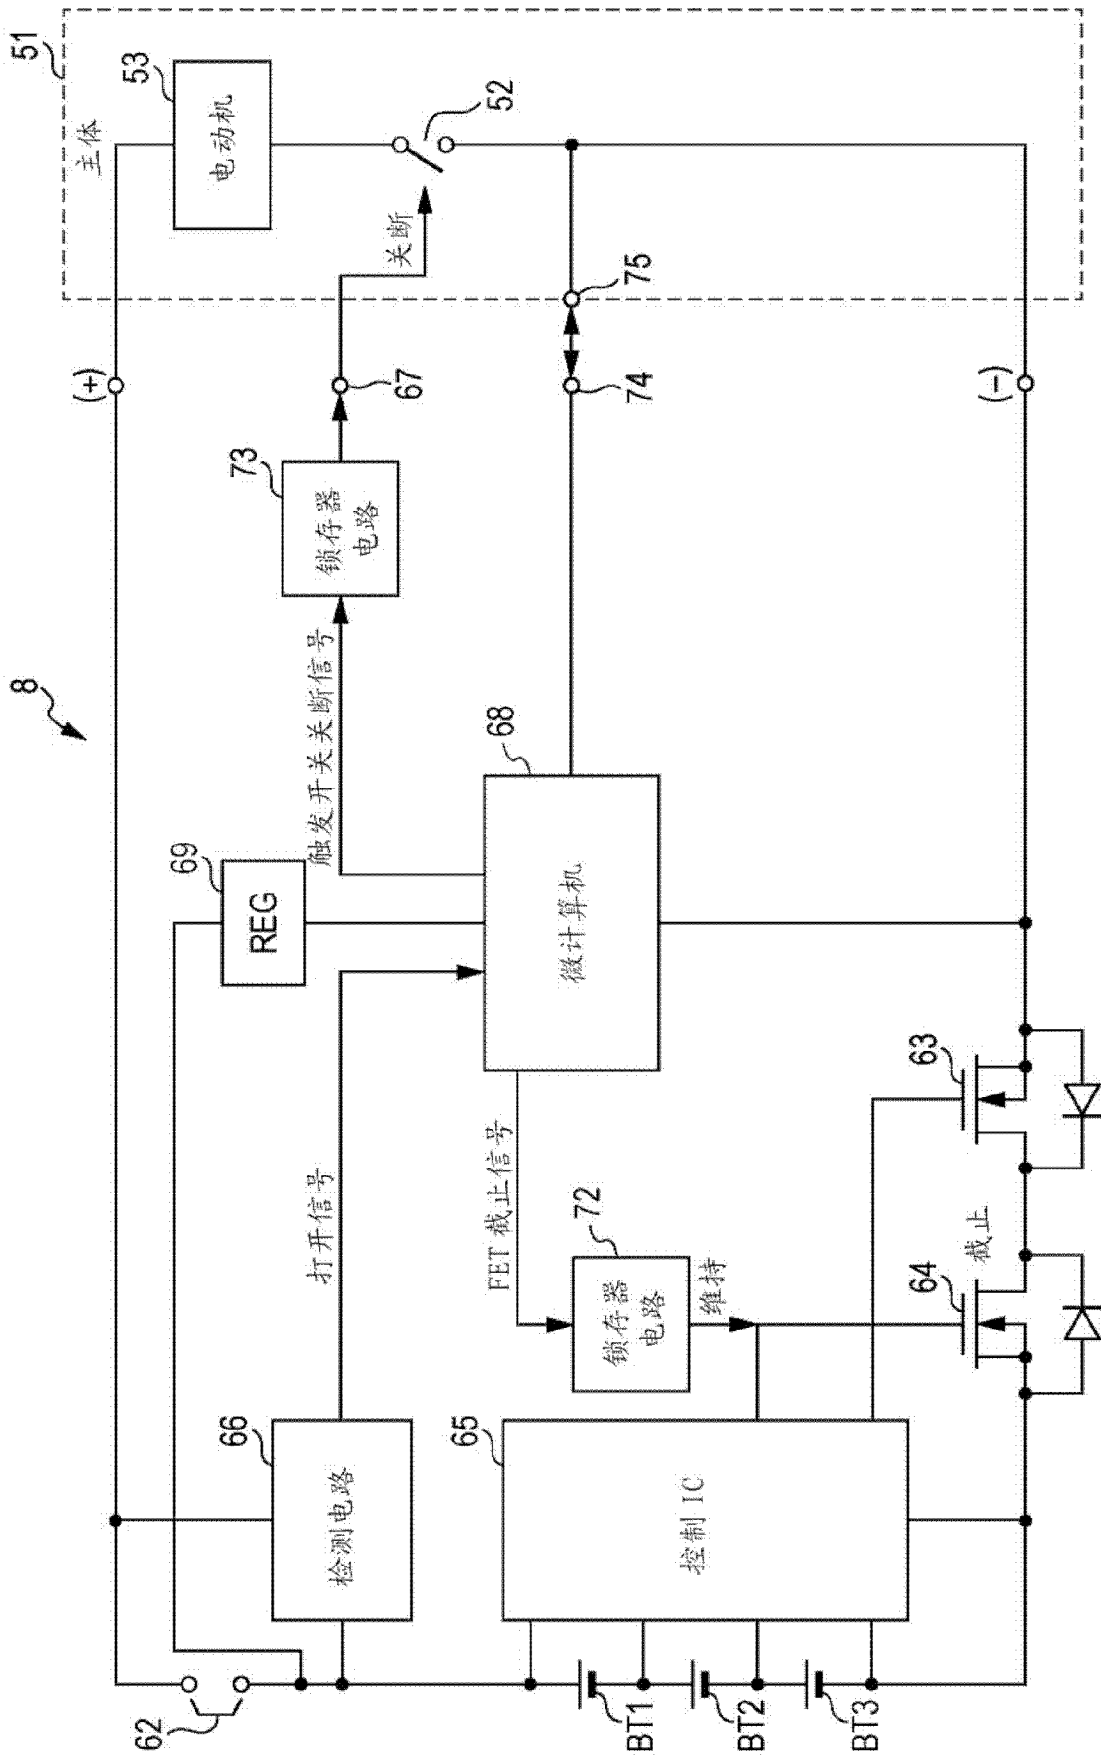 8
51
主体
(+)
53
电动机
52
关断
67
73
锁存器
电路
触发开关关断信号
69
REG
68
微计算机
74
75
(−)
打开信号
66
检测电路
62
FET 截止信号
72
锁存器
电路
维持
65
控制 IC
63
64
截止
BT1
BT2
BT3